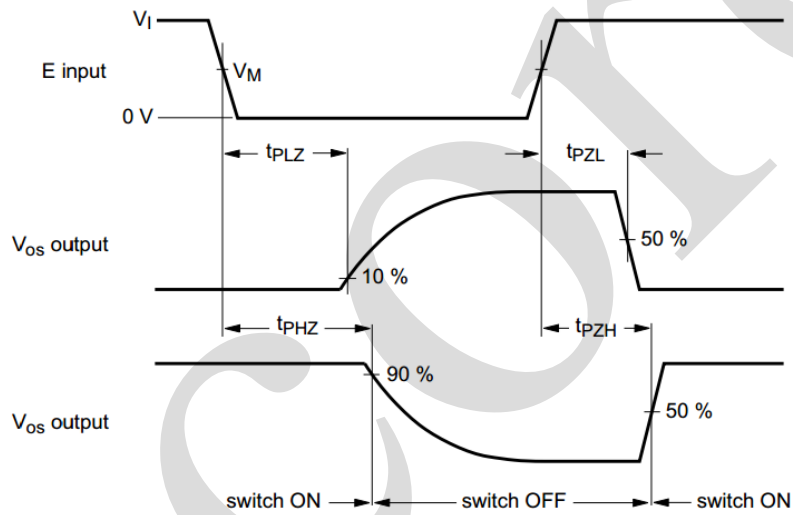 VI
E input
VM
0 V
tPLZ
tPZL
Vos output
50 %
10 %
tPHZ
tPZH
90 %
Vos output
50 %
switch ON
switch OFF
switch ON